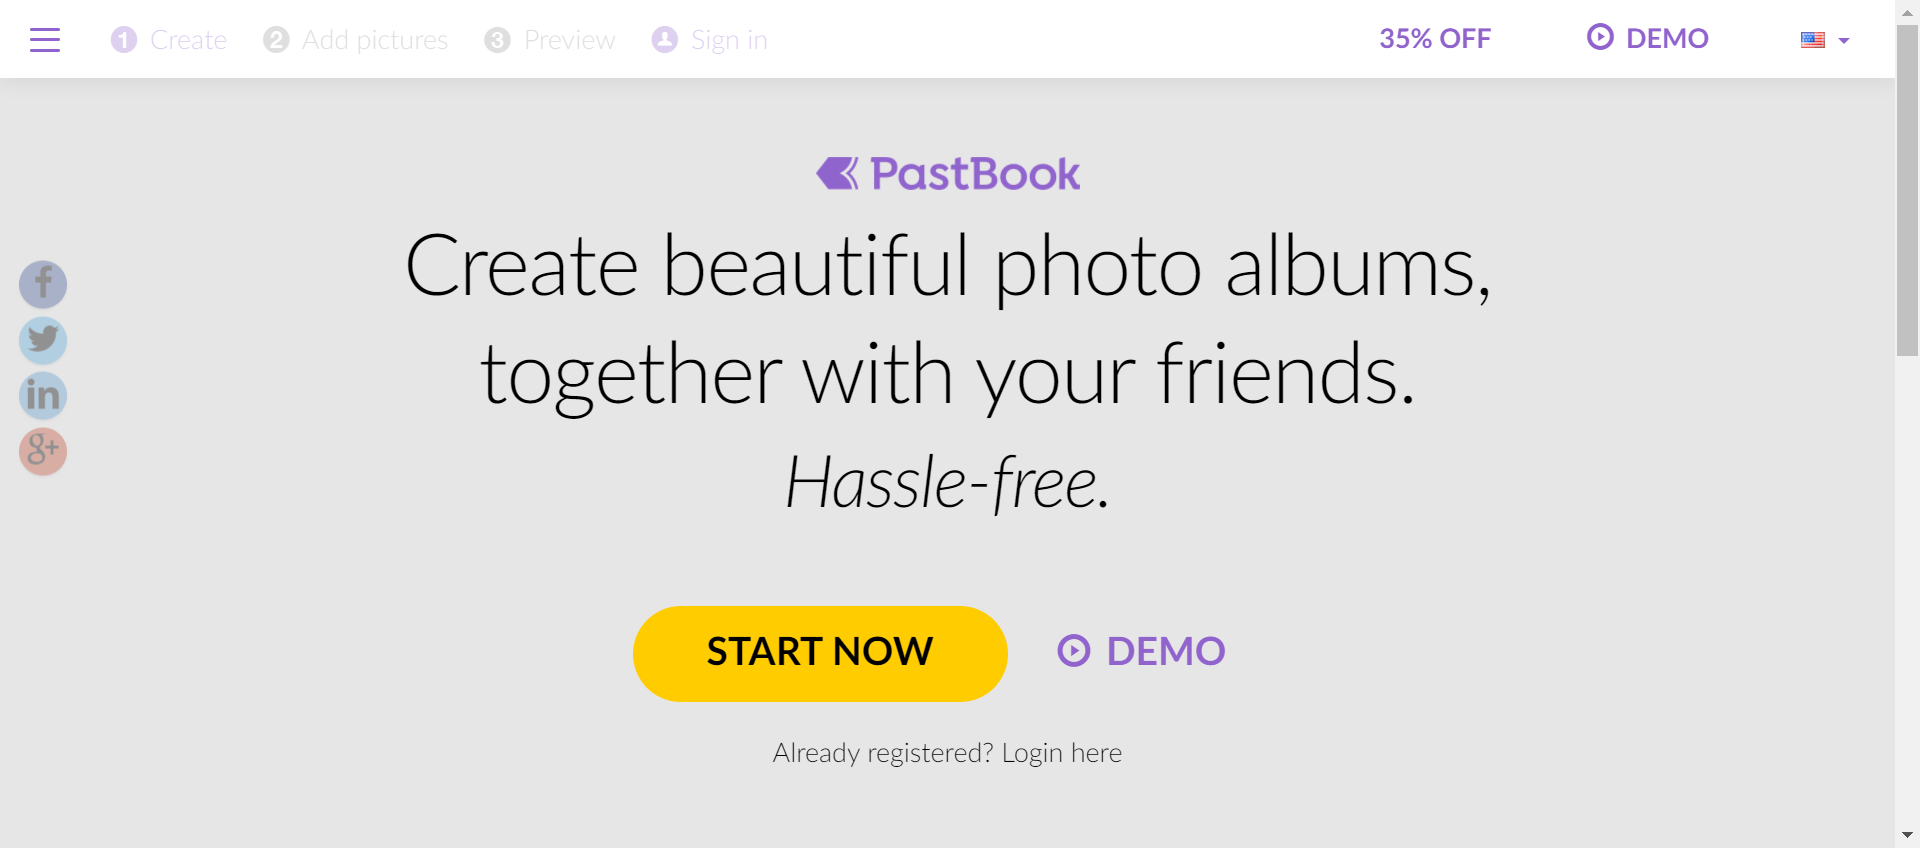 1 Create 2 Add pictures 3 Preview Sign in 35% OFF DEMO
PastBook
Create beautiful photo albums,
together with your friends.
Hassle-free.
f
in
g+
START NOW DEMO
Already registered? Login here